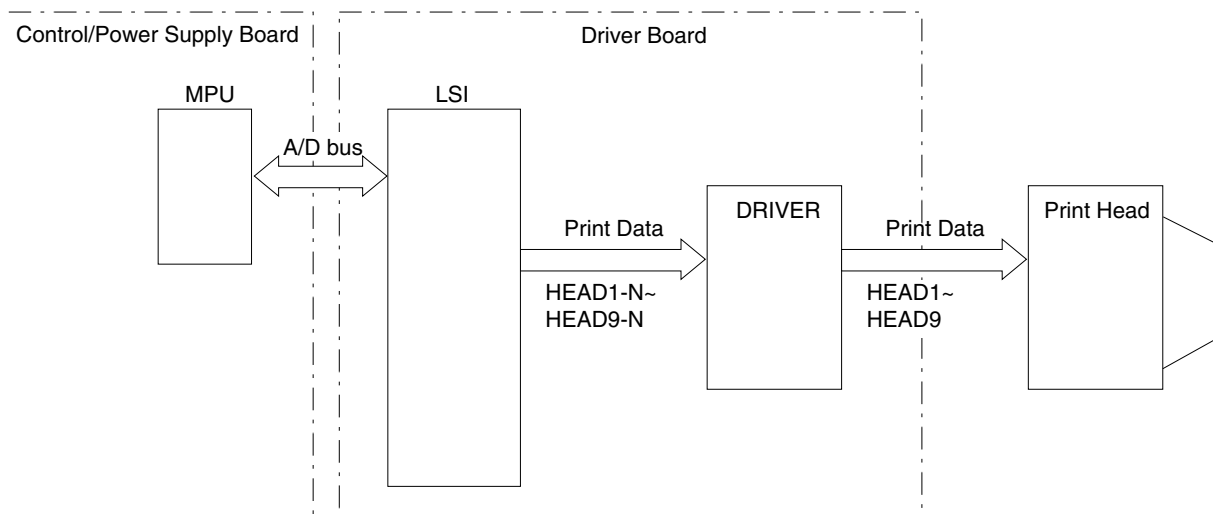 Control/Power Supply Board
Driver Board
MPU
LSI
A/D bus
DRIVER
Print Head
Print Data
Print Data
HEAD1-N~
HEAD9-N
HEAD1~
HEAD9